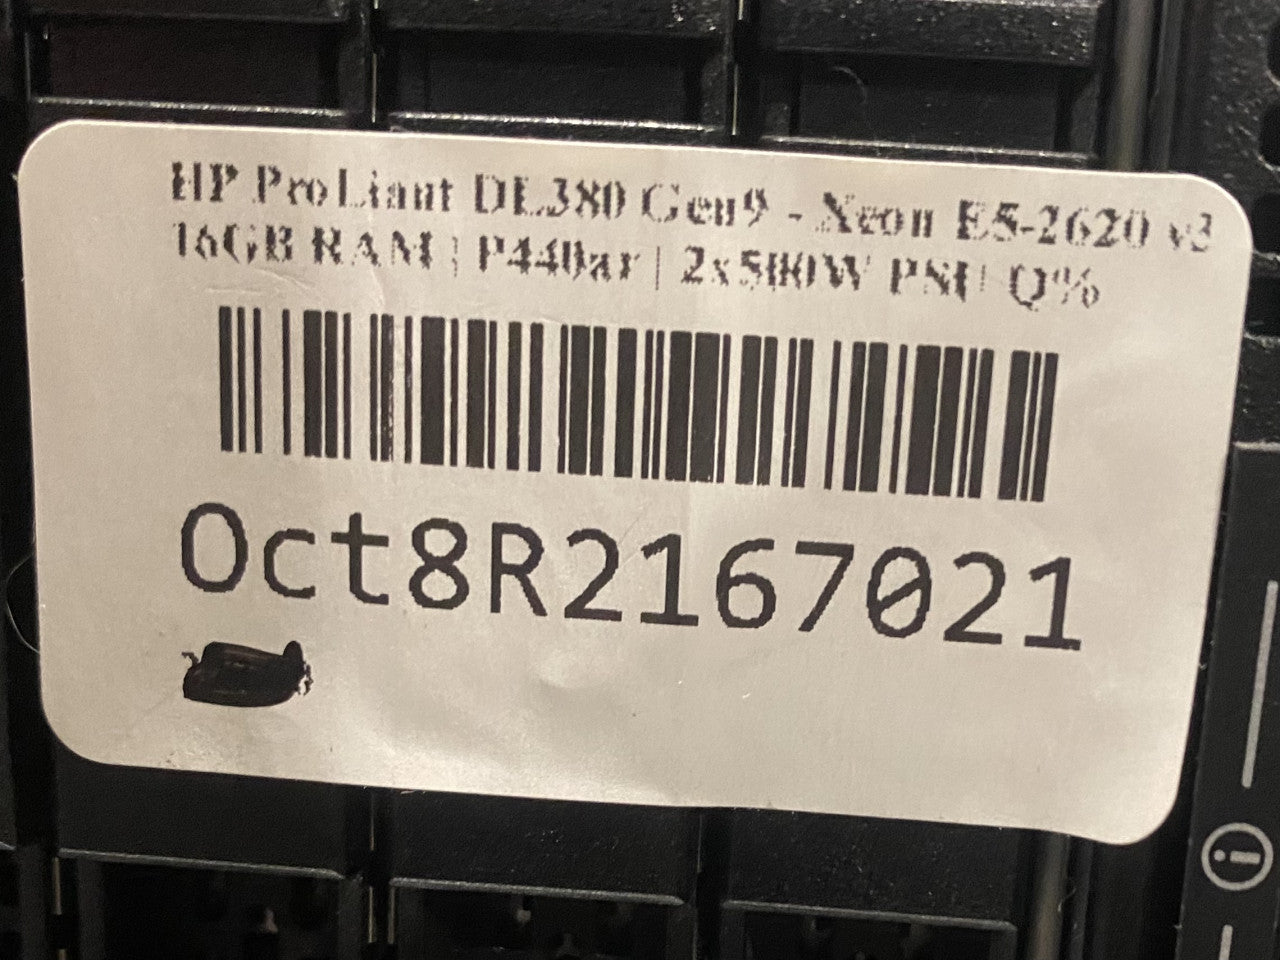 HP ProLiant DL380 Gen9 - Xeon E5-2620 v3
16GB RAM | P440ar | 2x500W PSU Q%
Oct8R2167021